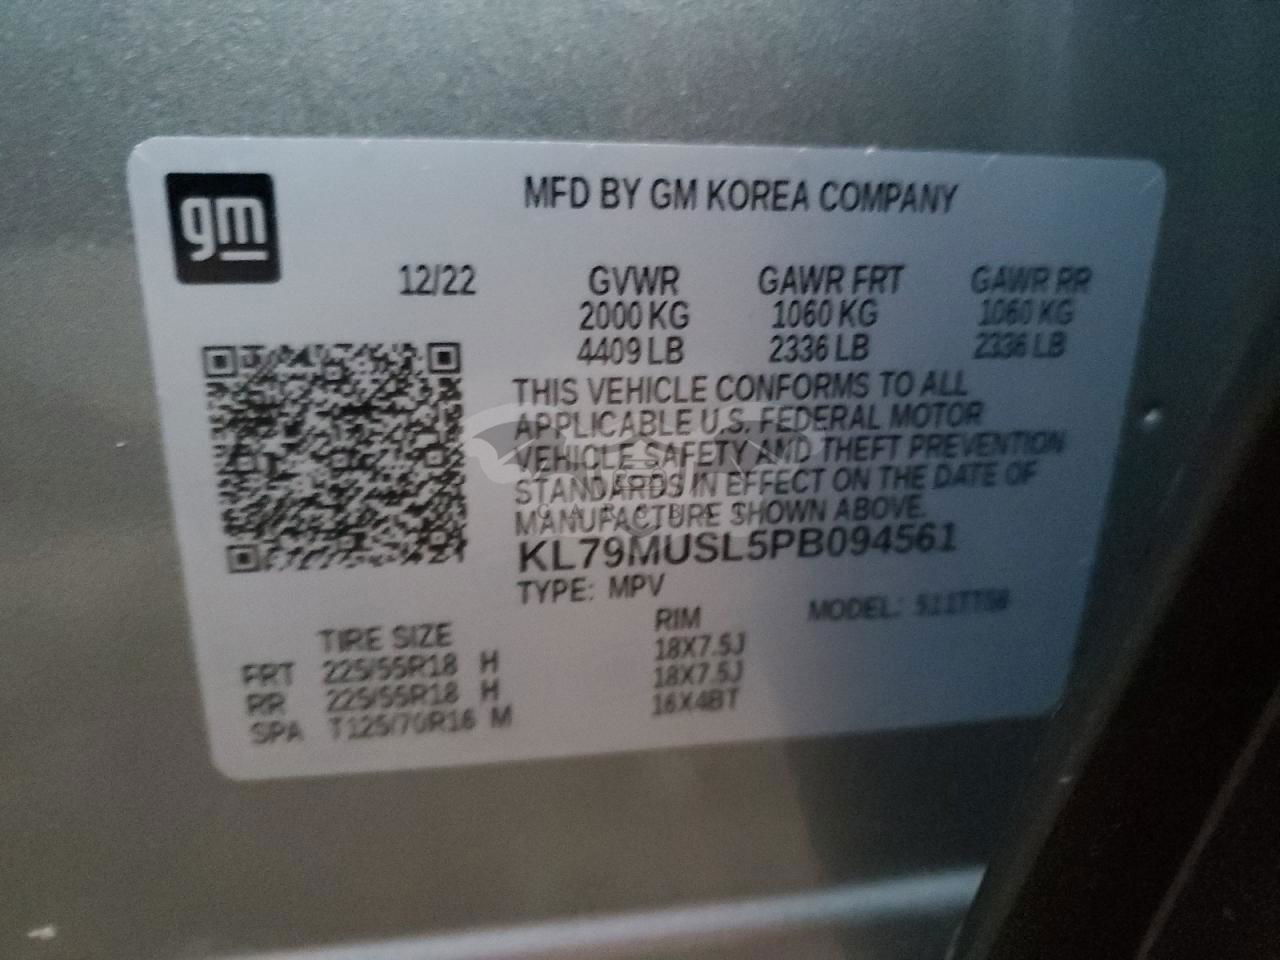 gm
MFD BY GM KOREA COMPANY
12/22 GVWR GAWR FRT GAWR RR
2000 KG 1060 KG 1060 KG
4409 LB 2336 LB 2336 LB
THIS VEHICLE CONFORMS TO ALL
APPLICABLE U.S. FEDERAL MOTOR
VEHICLE SAFETY AND THEFT PREVENTION
STANDARDS IN EFFECT ON THE DATE OF
MANUFACTURE SHOWN ABOVE.
KL79MUSL5PB094561
TYPE: MPV MODEL:
TIRE SIZE RIM
FRT 225/55R18 H 18X7.5J
RR 225/55R18 H 18X7.5J
SPA T125/70R16 M 16X4BT